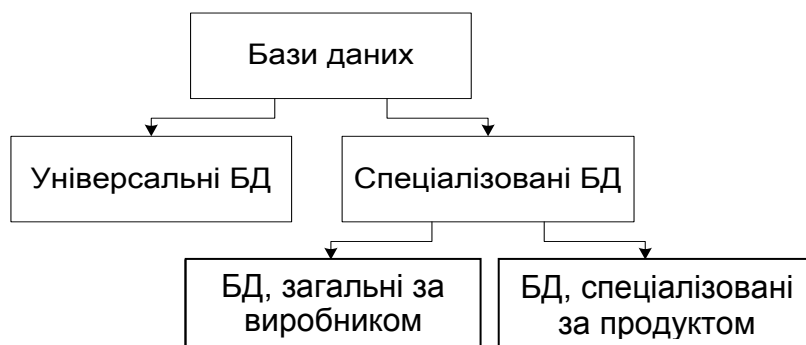 Бази даних
Універсальні БД
Спеціалізовані БД
БД, загальні за
виробником
БД, спеціалізовані
за продуктом